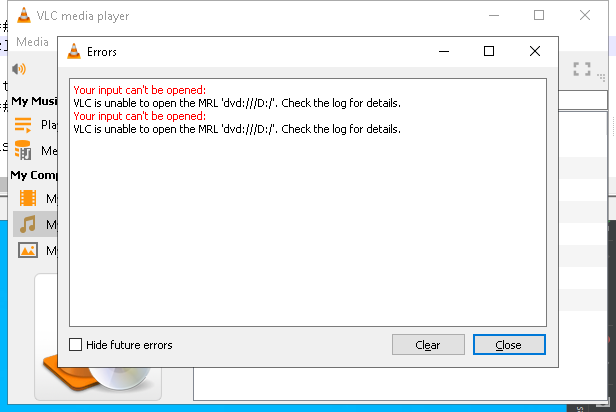 VLC media player
Media
Errors
Your input can't be opened:
VLC is unable to open the MRL 'dvd:///D:/'. Check the log for details.
Your input can't be opened:
VLC is unable to open the MRL 'dvd:///D:/'. Check the log for details.
My Musi
Pla
Me
My Comp
My
My
My
Hide future errors
Clear
Close